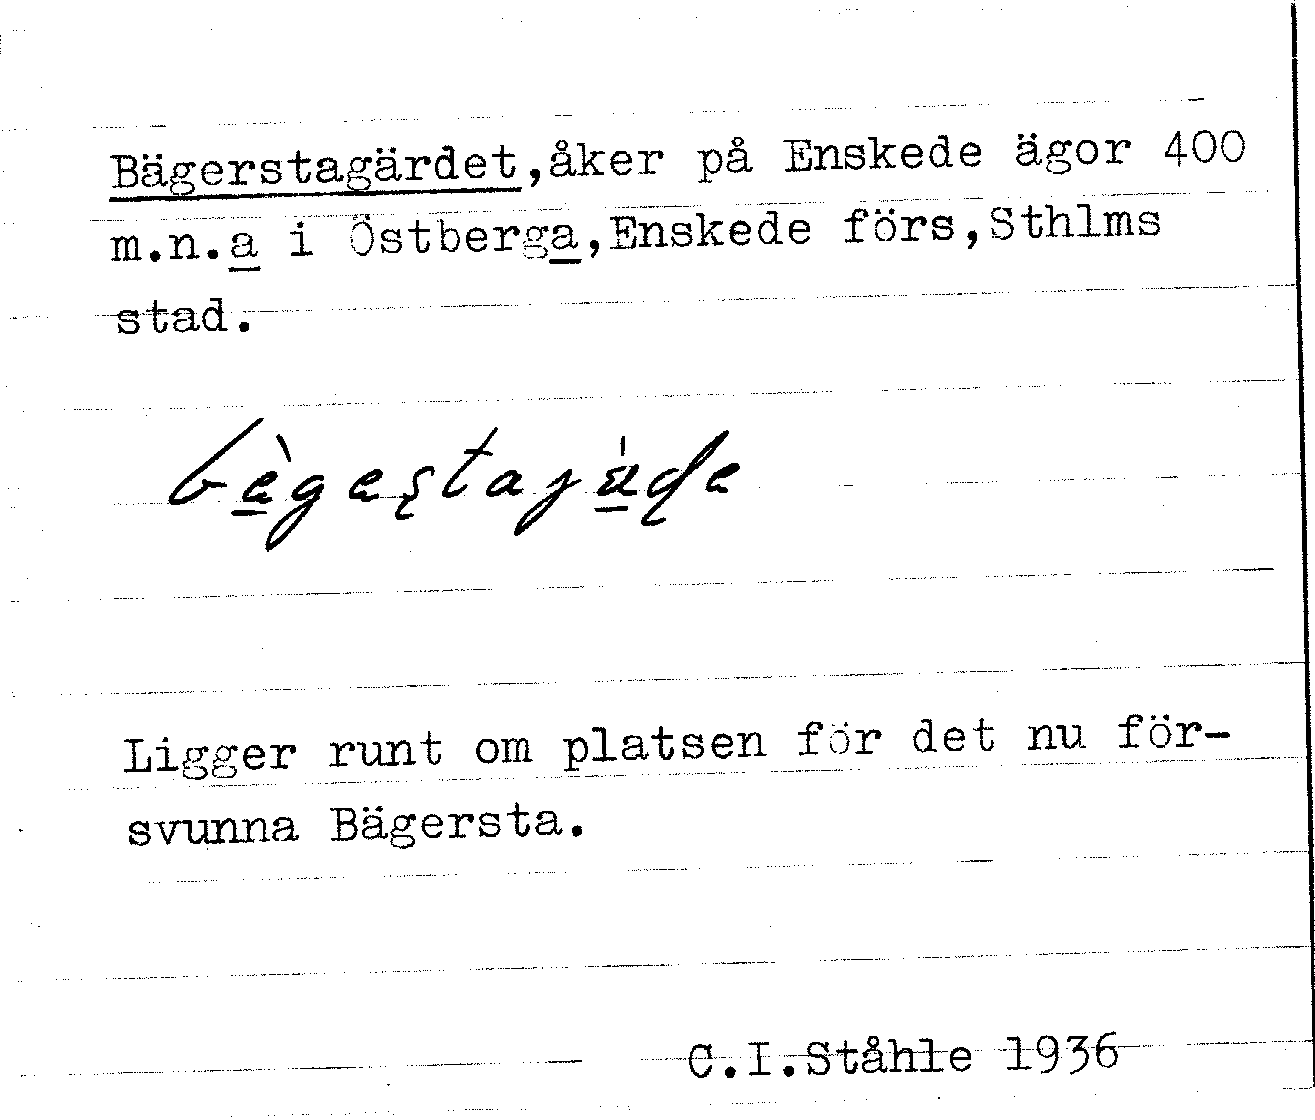 Bägerstagärdet,åker på Enskede ägor 400
m.n.a i Östberga,Enskede förs,Sthlms
stad.
Ligger runt om platsen för det nu för-
svunna Bägersta.
C.I.Ståhle 1936